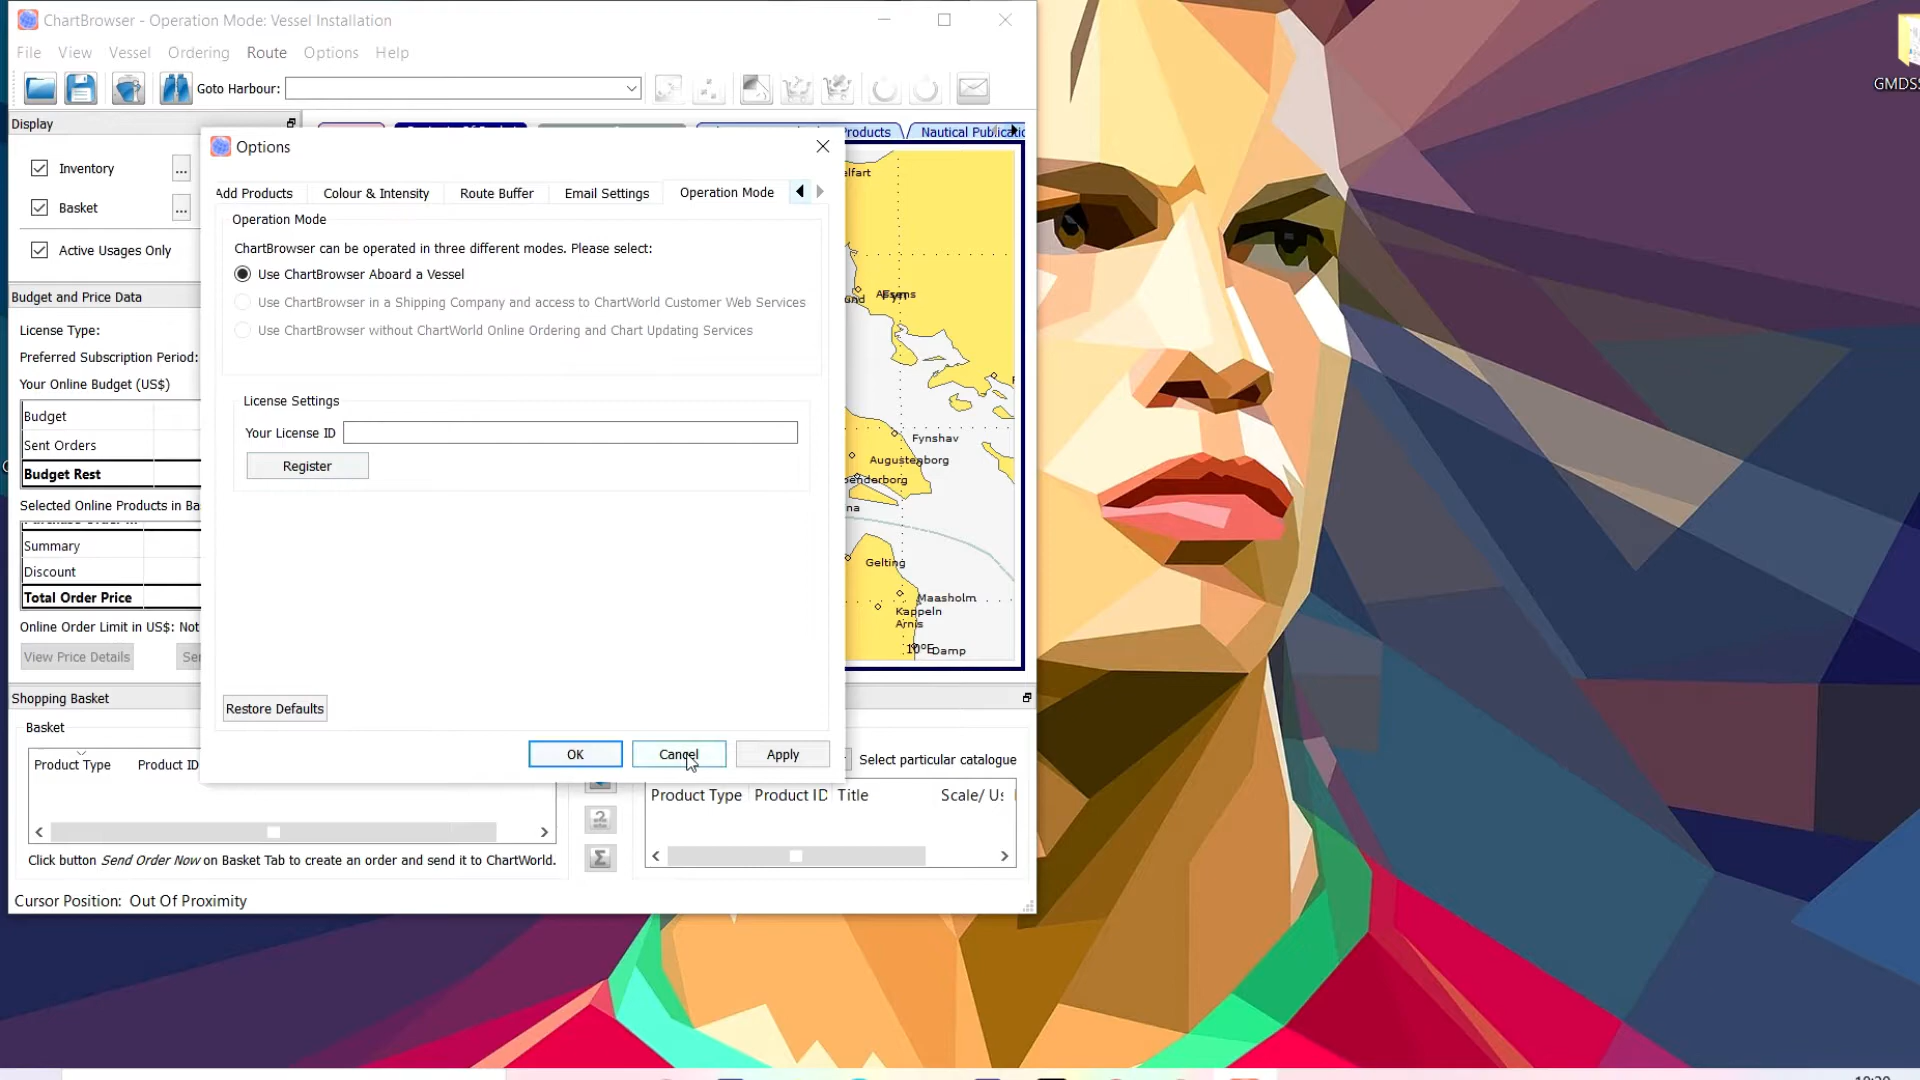 ChartBrowser - Operation Mode: Vessel Installation
File View Vessel Ordering Route Options Help
Goto Harbour:
Display
Inventory ...
Basket ...
Active Usages Only
Budget and Price Data
License Type:
Preferred Subscription Period:
Your Online Budget (US$)
Budget
Sent Orders
Budget Rest
Selected Online Products in Ba
Summary
Discount
Total Order Price
Online Order Limit in US$: Not
View Price Details Ser
Options
Add Products Colour & Intensity Route Buffer Email Settings Operation Mode
Operation Mode
ChartBrowser can be operated in three different modes. Please select:
Use ChartBrowser Aboard a Vessel
Use ChartBrowser in a Shipping Company and access to ChartWorld Customer Web Services
Use ChartBrowser without ChartWorld Online Ordering and Chart Updating Services
License Settings
Your License ID
Register
Restore Defaults
OK Cancel Apply
Products Nautical Publicatio
elfart
Assens
Fynshav
Augustenborg
Gelting
Maasholm
Kappeln
Arnis
10°E Damp
Shopping Basket
Basket
Product Type Product ID
Click button Send Order Now on Basket Tab to create an order and send it to ChartWorld.
Select particular catalogue
Product Type Product ID Title Scale/ Us
Cursor Position: Out Of Proximity
GMDSS